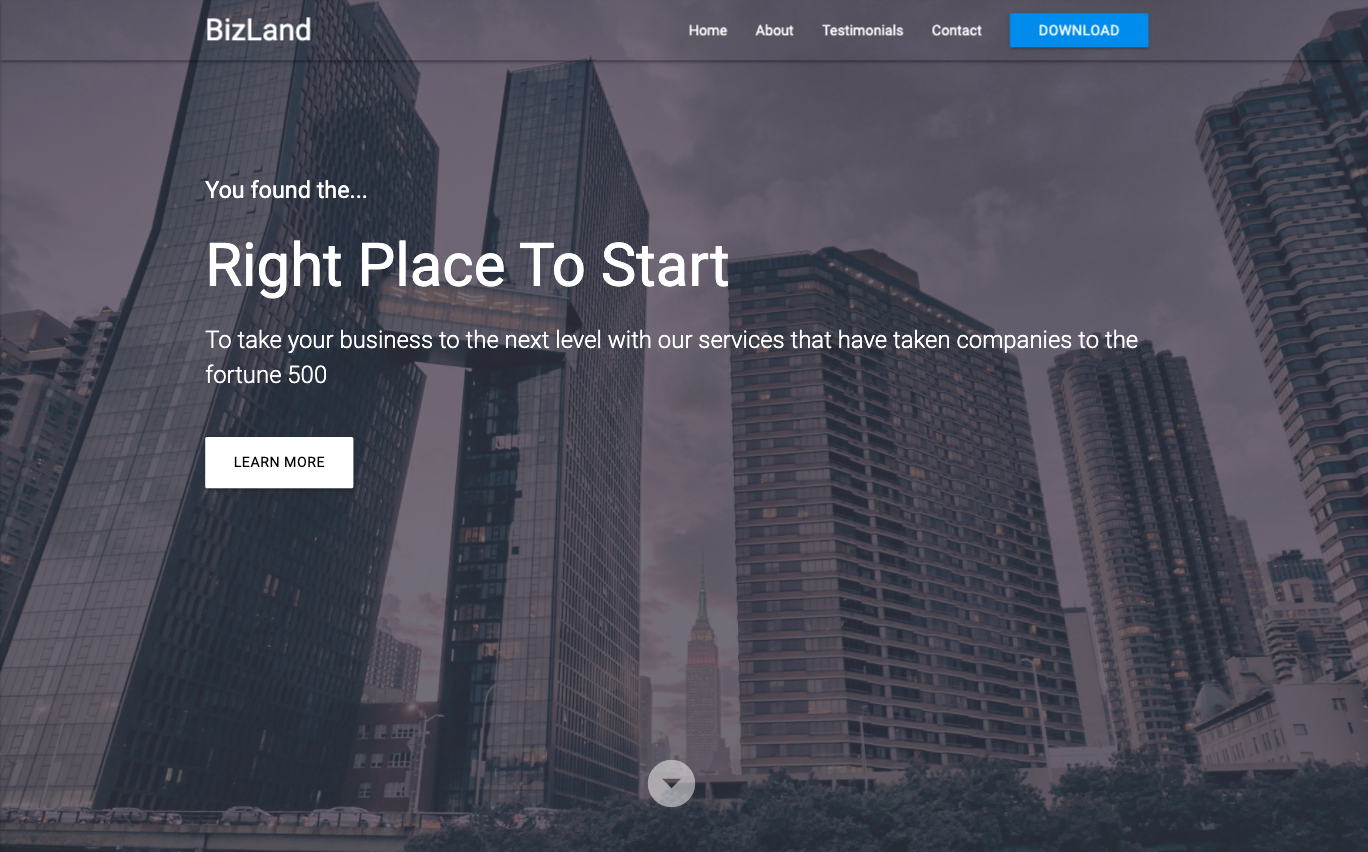 BizLand
Home
About
Testimonials
Contact
DOWNLOAD
You found the...
Right Place To Start
To take your business to the next level with our services that have taken companies to the
fortune 500
LEARN MORE